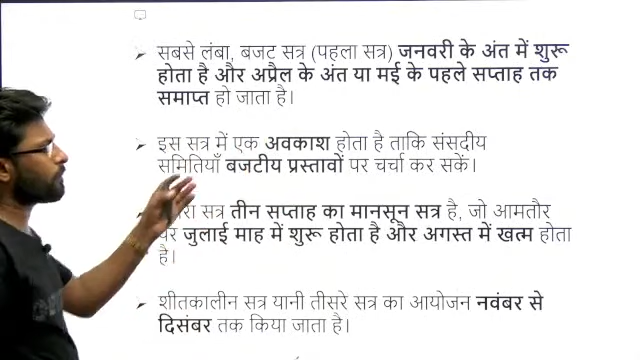 सबसे लंबा, बजट सत्र (पहला सत्र) जनवरी के अंत में शुरू
होता है और अप्रैल के अंत या मई के पहले सप्ताह तक
समाप्त हो जाता है।
इस सत्र में एक अवकाश होता है ताकि संसदीय
समितियाँ बजटीय प्रस्तावों पर चर्चा कर सकें।
सत्र तीन सप्ताह का मानसून सत्र है, जो आमतौर
पर जुलाई माह में शुरू होता है और अगस्त में खत्म होता
है।
शीतकालीन सत्र यानी तीसरे सत्र का आयोजन नवंबर से
दिसंबर तक किया जाता है।